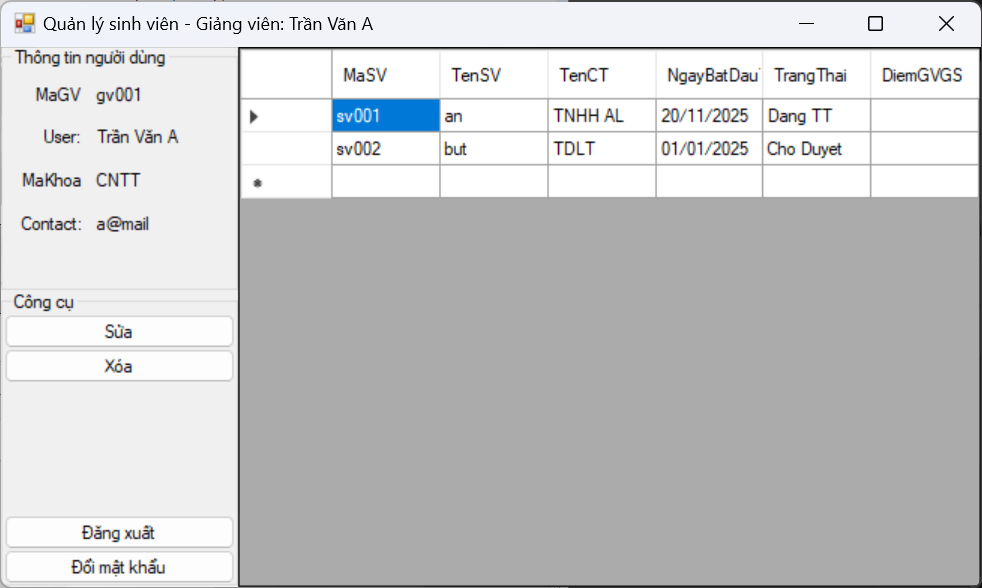 Quản lý sinh viên - Giảng viên: Trần Văn A
Thông tin người dùng
MaGV gv001
User: Trần Văn A
MaKhoa CNTT
Contact: a@mail
Công cụ
Sửa
Xóa
Đăng xuất
Đổi mật khẩu
MaSV TenSV TenCT NgayBatDau TrangThai DiemGVGS
sv001 an TNHH AL 20/11/2025 Dang TT
sv002 but TDLT 01/01/2025 Cho Duyet